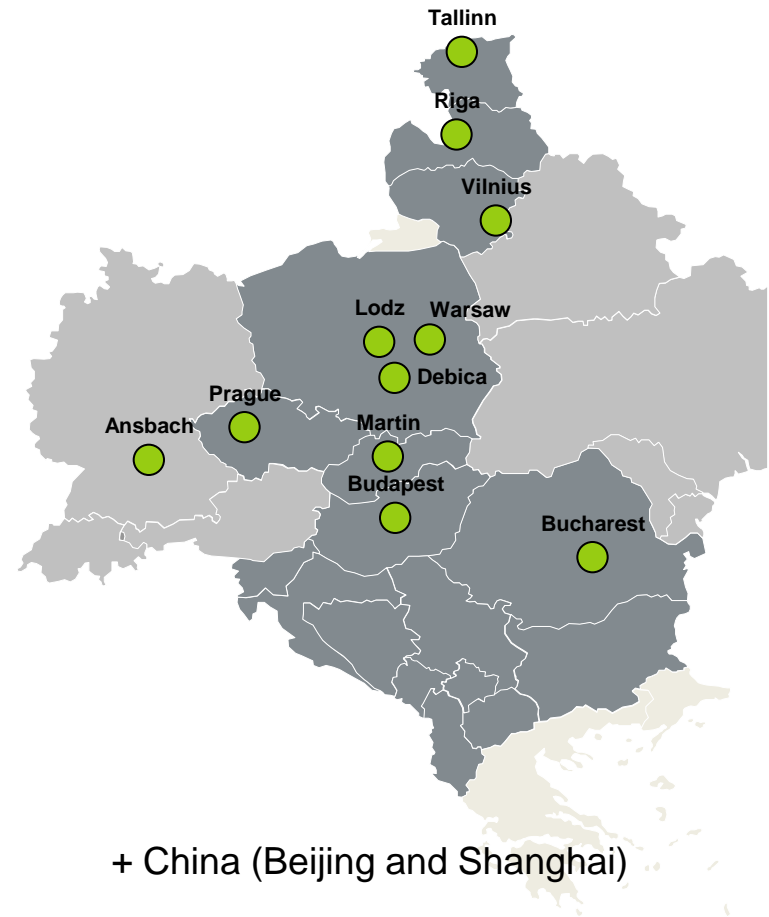 Tallinn
Riga
Vilnius
Lodz
Warsaw
Debica
Prague
Martin
Ansbach
Budapest
Bucharest
+ China (Beijing and Shanghai)